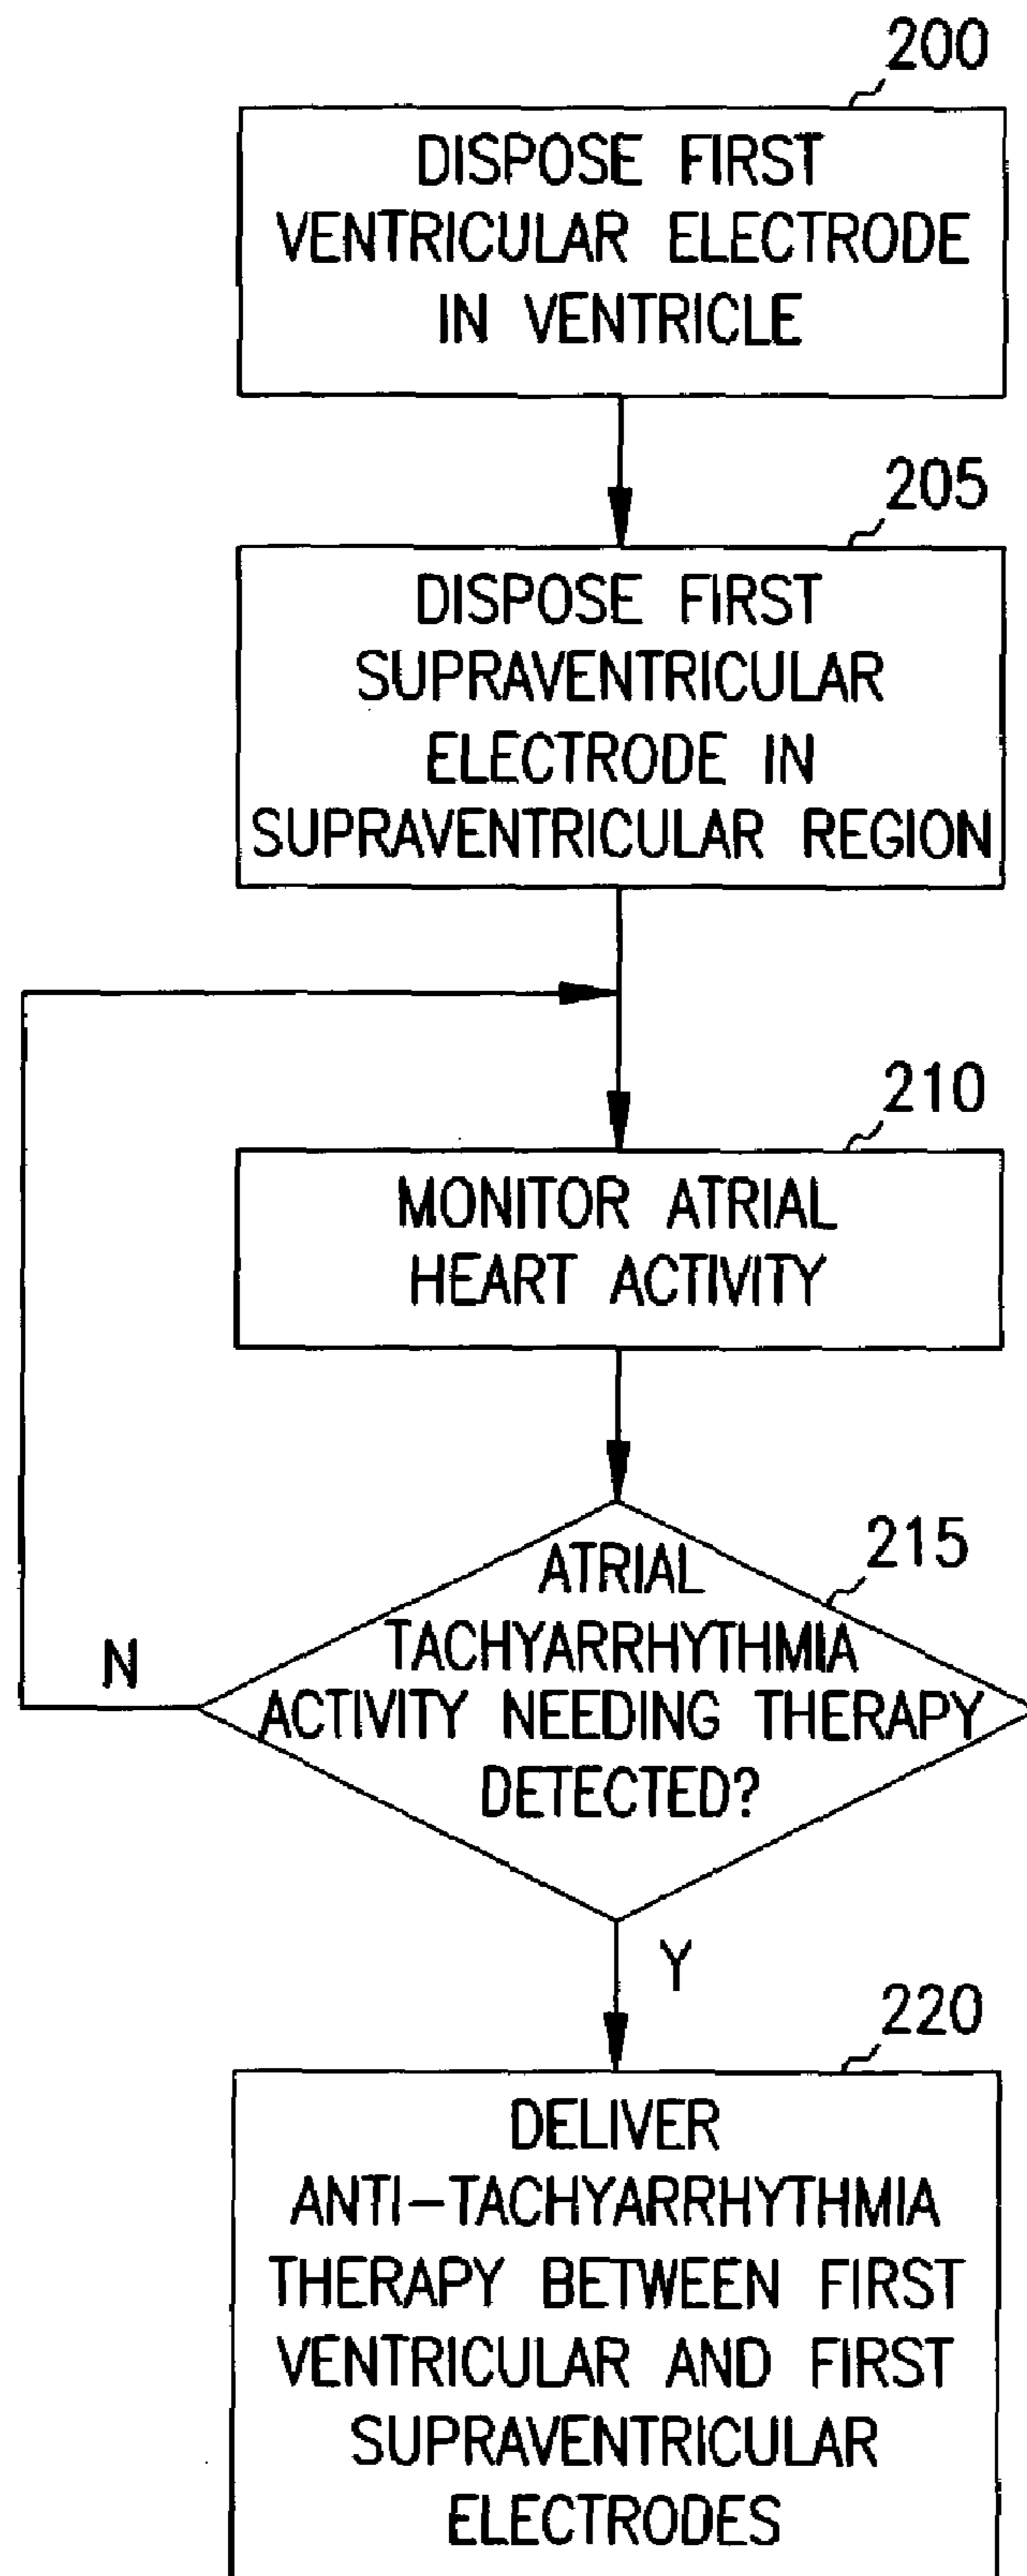 200
DISPOSE FIRST
VENTRICULAR ELECTRODE
IN VENTRICLE
205
DISPOSE FIRST
SUPRAVENTRICULAR
ELECTRODE IN
SUPRAVENTRICULAR REGION
210
MONITOR ATRIAL
HEART ACTIVITY
215
ATRIAL
TACHYARRHYTHMIA
ACTIVITY NEEDING THERAPY
DETECTED?
N
Y
220
DELIVER
ANTI-TACHYARRHYTHMIA
THERAPY BETWEEN FIRST
VENTRICULAR AND FIRST
SUPRAVENTRICULAR
ELECTRODES